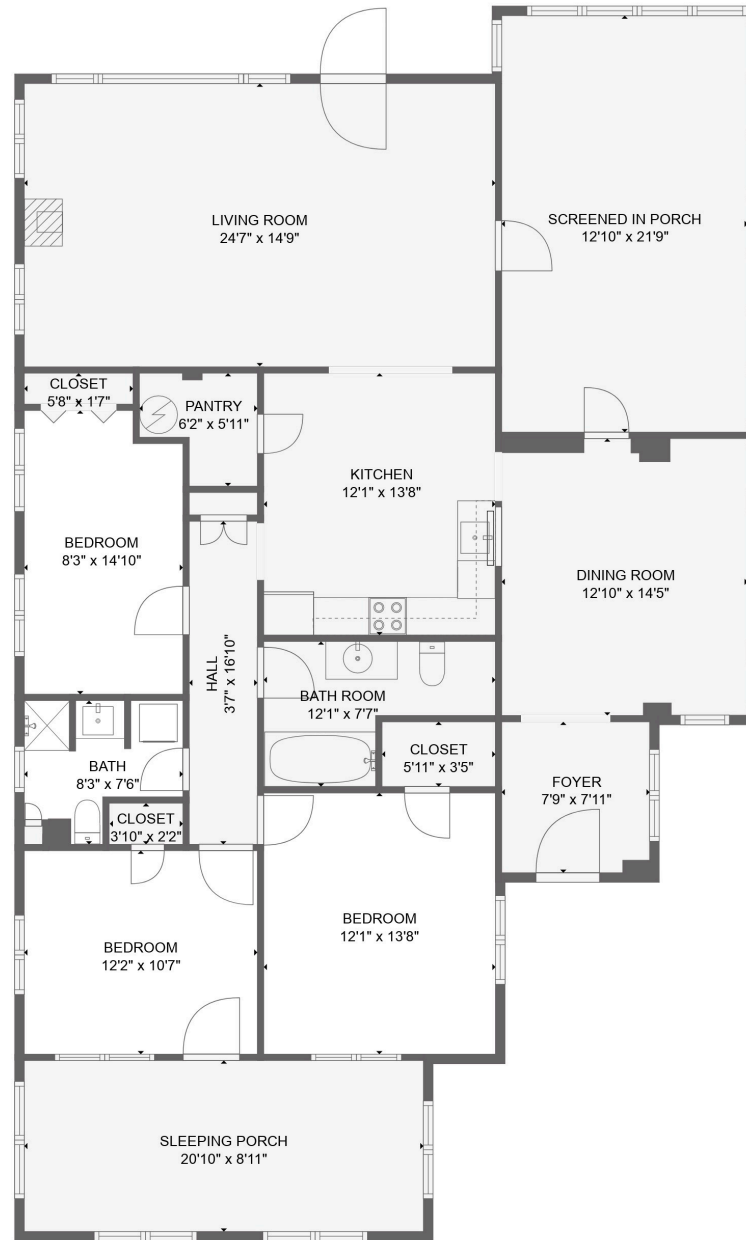 LIVING ROOM
24'7" x 14'9"
SCREENED IN PORCH
12'10" x 21'9"
CLOSET
5'8" x 1'7"
PANTRY
6'2" x 5'11"
KITCHEN
12'1" x 13'8"
BEDROOM
8'3" x 14'10"
DINING ROOM
12'10" x 14'5"
HALL
3'7" x 16'10"
BATH ROOM
12'1" x 7'7"
CLOSET
5'11" x 3'5"
BATH
8'3" x 7'6"
FOYER
7'9" x 7'11"
CLOSET
3'10" x 2'2"
BEDROOM
12'2" x 10'7"
BEDROOM
12'1" x 13'8"
SLEEPING PORCH
20'10" x 8'11"